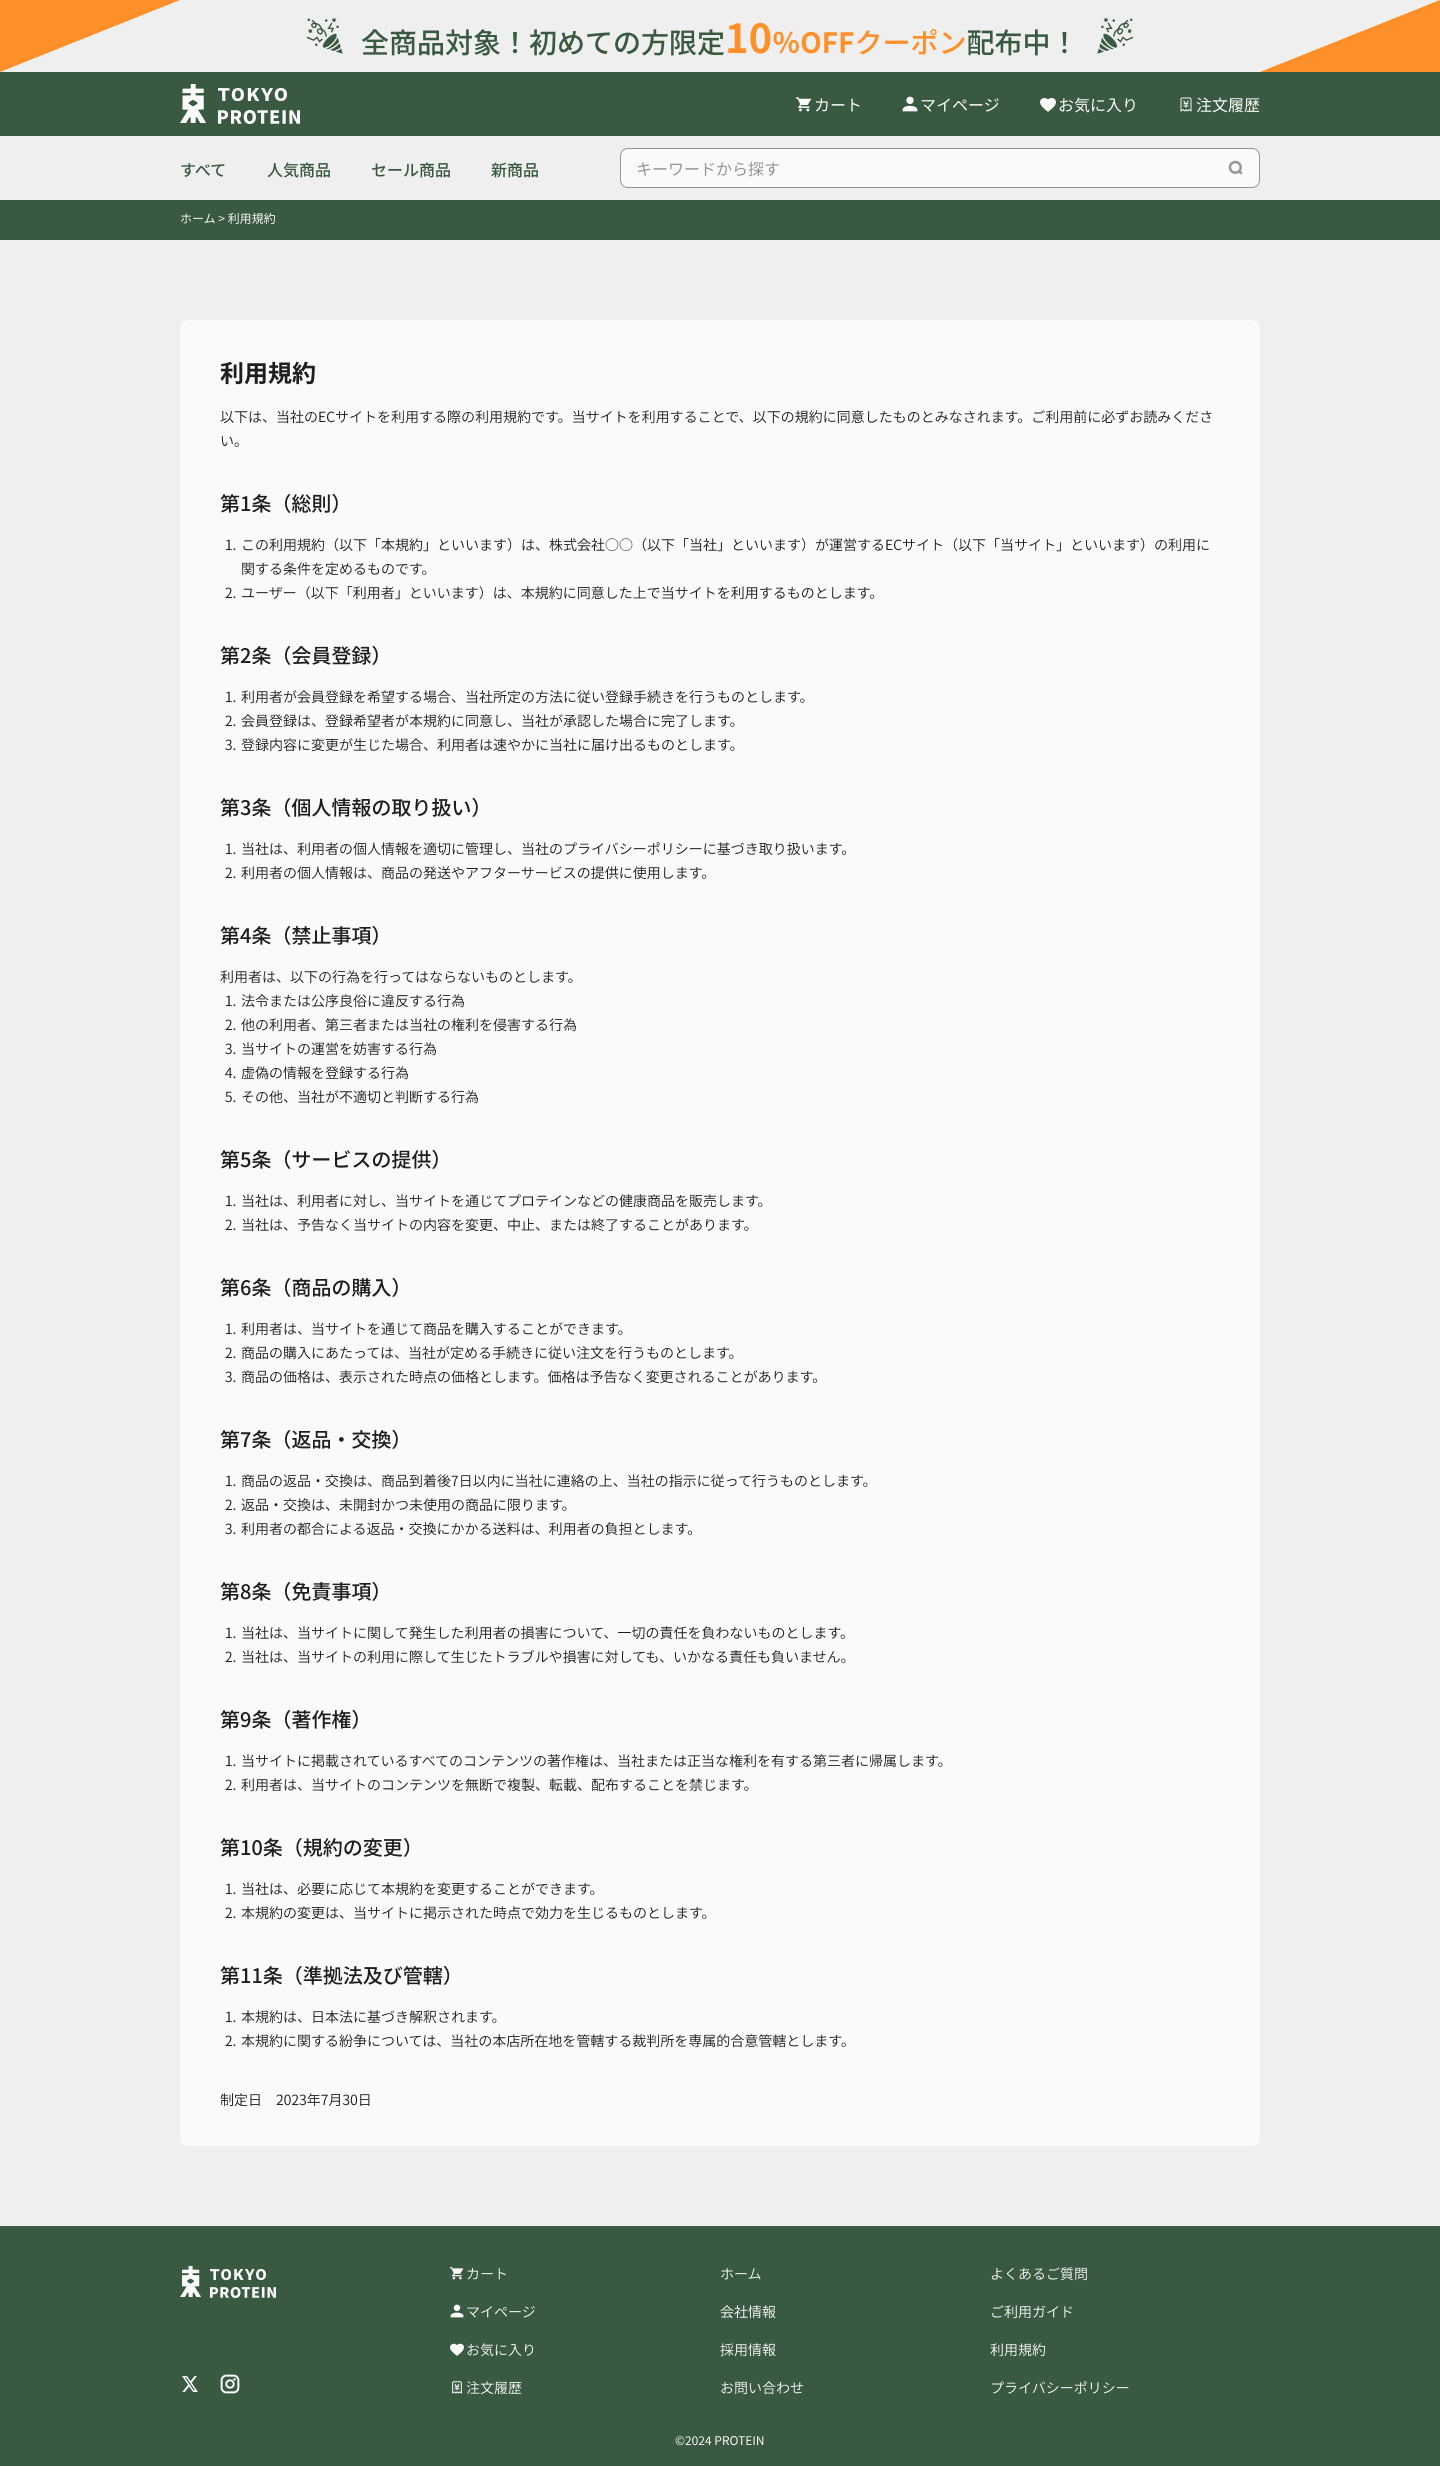 全商品対象！初めての方限定10%OFFクーポン配布中！
TOKYO
PROTEIN
カート
マイページ
お気に入り
注文履歴
すべて
人気商品
セール商品
新商品
キーワードから探す
ホーム > 利用規約
利用規約
以下は、当社のECサイトを利用する際の利用規約です。当サイトを利用することで、以下の規約に同意したものとみなされます。ご利用前に必ずお読みくださ
い。
第1条（総則）
1. この利用規約（以下「本規約」といいます）は、株式会社〇〇（以下「当社」といいます）が運営するECサイト（以下「当サイト」といいます）の利用に
関する条件を定めるものです。
2. ユーザー（以下「利用者」といいます）は、本規約に同意した上で当サイトを利用するものとします。
第2条（会員登録）
1. 利用者が会員登録を希望する場合、当社所定の方法に従い登録手続きを行うものとします。
2. 会員登録は、登録希望者が本規約に同意し、当社が承認した場合に完了します。
3. 登録内容に変更が生じた場合、利用者は速やかに当社に届け出るものとします。
第3条（個人情報の取り扱い）
1. 当社は、利用者の個人情報を適切に管理し、当社のプライバシーポリシーに基づき取り扱います。
2. 利用者の個人情報は、商品の発送やアフターサービスの提供に使用します。
第4条（禁止事項）
利用者は、以下の行為を行ってはならないものとします。
1. 法令または公序良俗に違反する行為
2. 他の利用者、第三者または当社の権利を侵害する行為
3. 当サイトの運営を妨害する行為
4. 虚偽の情報を登録する行為
5. その他、当社が不適切と判断する行為
第5条（サービスの提供）
1. 当社は、利用者に対し、当サイトを通じてプロテインなどの健康商品を販売します。
2. 当社は、予告なく当サイトの内容を変更、中止、または終了することがあります。
第6条（商品の購入）
1. 利用者は、当サイトを通じて商品を購入することができます。
2. 商品の購入にあたっては、当社が定める手続きに従い注文を行うものとします。
3. 商品の価格は、表示された時点の価格とします。価格は予告なく変更されることがあります。
第7条（返品・交換）
1. 商品の返品・交換は、商品到着後7日以内に当社に連絡の上、当社の指示に従って行うものとします。
2. 返品・交換は、未開封かつ未使用の商品に限ります。
3. 利用者の都合による返品・交換にかかる送料は、利用者の負担とします。
第8条（免責事項）
1. 当社は、当サイトに関して発生した利用者の損害について、一切の責任を負わないものとします。
2. 当社は、当サイトの利用に際して生じたトラブルや損害に対しても、いかなる責任も負いません。
第9条（著作権）
1. 当サイトに掲載されているすべてのコンテンツの著作権は、当社または正当な権利を有する第三者に帰属します。
2. 利用者は、当サイトのコンテンツを無断で複製、転載、配布することを禁じます。
第10条（規約の変更）
1. 当社は、必要に応じて本規約を変更することができます。
2. 本規約の変更は、当サイトに掲示された時点で効力を生じるものとします。
第11条（準拠法及び管轄）
1. 本規約は、日本法に基づき解釈されます。
2. 本規約に関する紛争については、当社の本店所在地を管轄する裁判所を専属的合意管轄とします。
制定日　2023年7月30日
TOKYO
PROTEIN
カート
マイページ
お気に入り
注文履歴
ホーム
会社情報
採用情報
お問い合わせ
よくあるご質問
ご利用ガイド
利用規約
プライバシーポリシー
©2024 PROTEIN